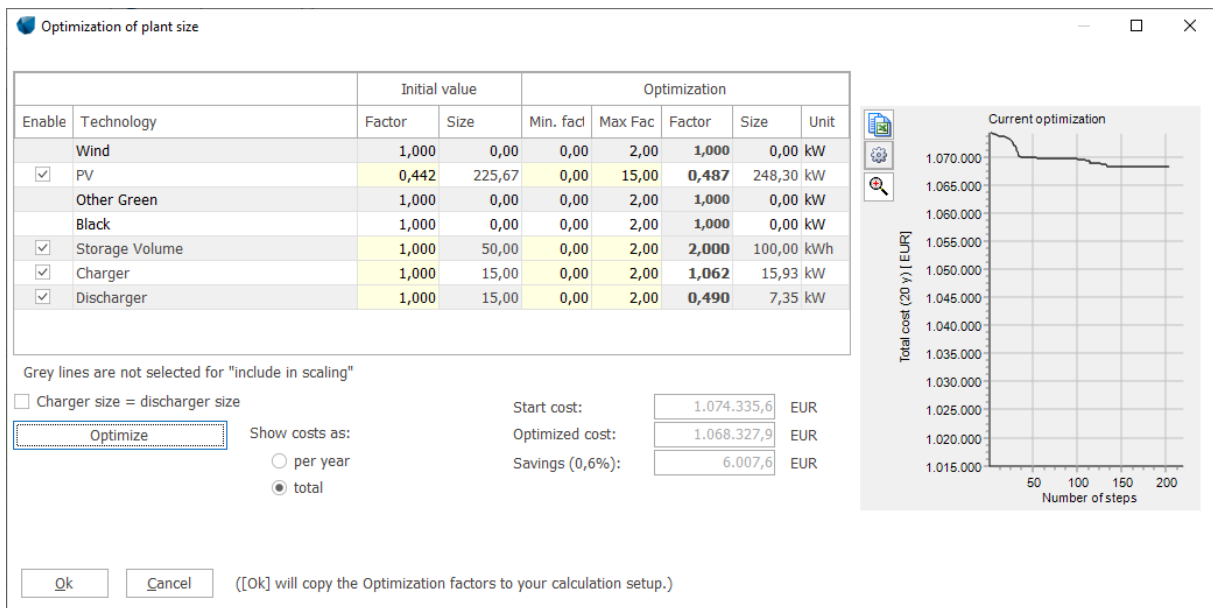 Optimization of plant size
Initial value Optimization
Enable Technology Factor Size Min. fact Max Fac Factor Size Unit
Wind 1,000 0,00 0,00 2,00 1,000 0,00 kW
PV 0,442 225,67 0,00 15,00 0,487 248,30 kW
Other Green 1,000 0,00 0,00 2,00 1,000 0,00 kW
Black 1,000 0,00 0,00 2,00 1,000 0,00 kW
Storage Volume 1,000 50,00 0,00 2,00 2,000 100,00 kWh
Charger 1,000 15,00 0,00 2,00 1,062 15,93 kW
Discharger 1,000 15,00 0,00 2,00 0,490 7,35 kW
Grey lines are not selected for "include in scaling"
Charger size = discharger size
Optimize
Show costs as:
per year
total
Start cost: 1.074.335,6 EUR
Optimized cost: 1.068.327,9 EUR
Savings (0,6%): 6.007,6 EUR
Current optimization
Total cost (20 y) [ EUR]
1.070.000
1.065.000
1.060.000
1.055.000
1.050.000
1.045.000
1.040.000
1.035.000
1.030.000
1.025.000
1.020.000
1.015.000
50 100 150 200
Number of steps
Ok Cancel ([Ok] will copy the Optimization factors to your calculation setup.)